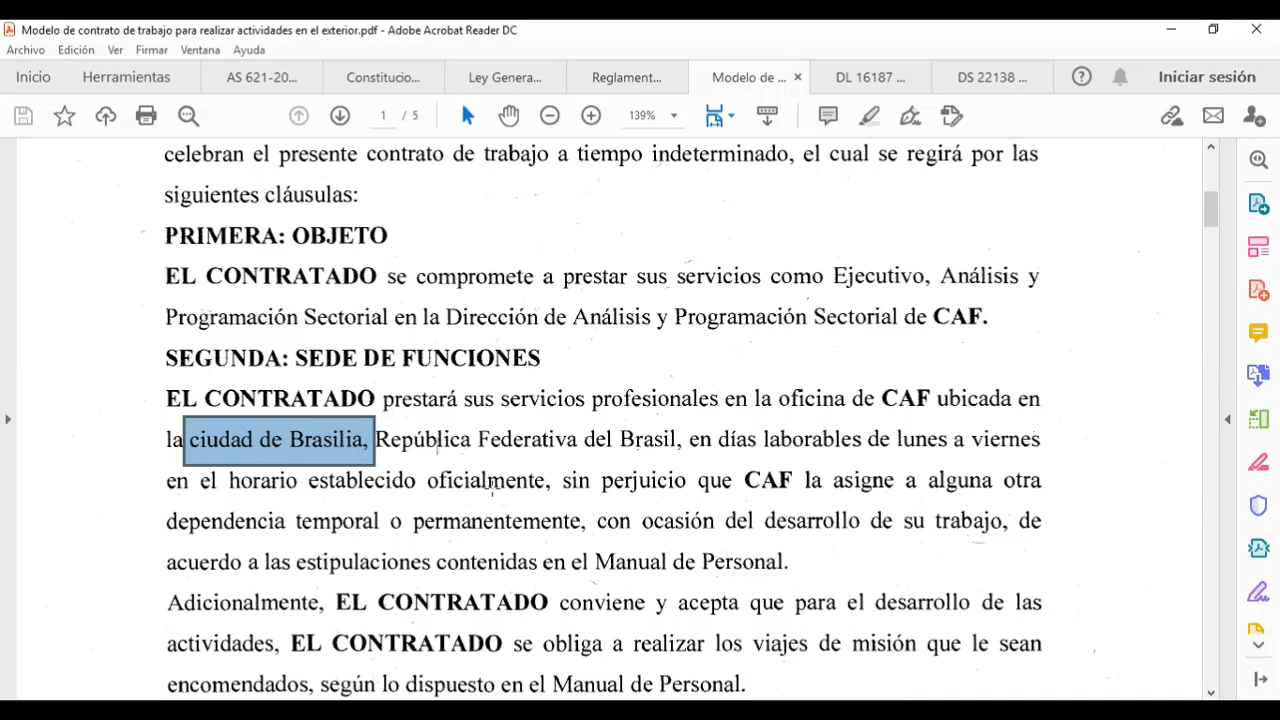 Modelo de contrato de trabajo para realizar actividades en el exterior.pdf - Adobe Acrobat Reader DC
Archivo Edición Ver Firmar Ventana Ayuda
Inicio Herramientas AS 621-20... Constitucio... Ley Genera... Reglament... Modelo de ... × DL 16187 ... DS 22138 ... Iniciar sesión
1 / 5 139%
celebran el presente contrato de trabajo a tiempo indeterminado, el cual se regirá por las
siguientes cláusulas:
PRIMERA: OBJETO
EL CONTRATADO se compromete a prestar sus servicios como Ejecutivo, Análisis y
Programación Sectorial en la Dirección de Análisis y Programación Sectorial de CAF.
SEGUNDA: SEDE DE FUNCIONES
EL CONTRATADO prestará sus servicios profesionales en la oficina de CAF ubicada en
la ciudad de Brasilia, República Federativa del Brasil, en días laborables de lunes a viernes
en el horario establecido oficialmente, sin perjuicio que CAF la asigne a alguna otra
dependencia temporal o permanentemente, con ocasión del desarrollo de su trabajo, de
acuerdo a las estipulaciones contenidas en el Manual de Personal.
Adicionalmente, EL CONTRATADO conviene y acepta que para el desarrollo de las
actividades, EL CONTRATADO se obliga a realizar los viajes de misión que le sean
encomendados, según lo dispuesto en el Manual de Personal.